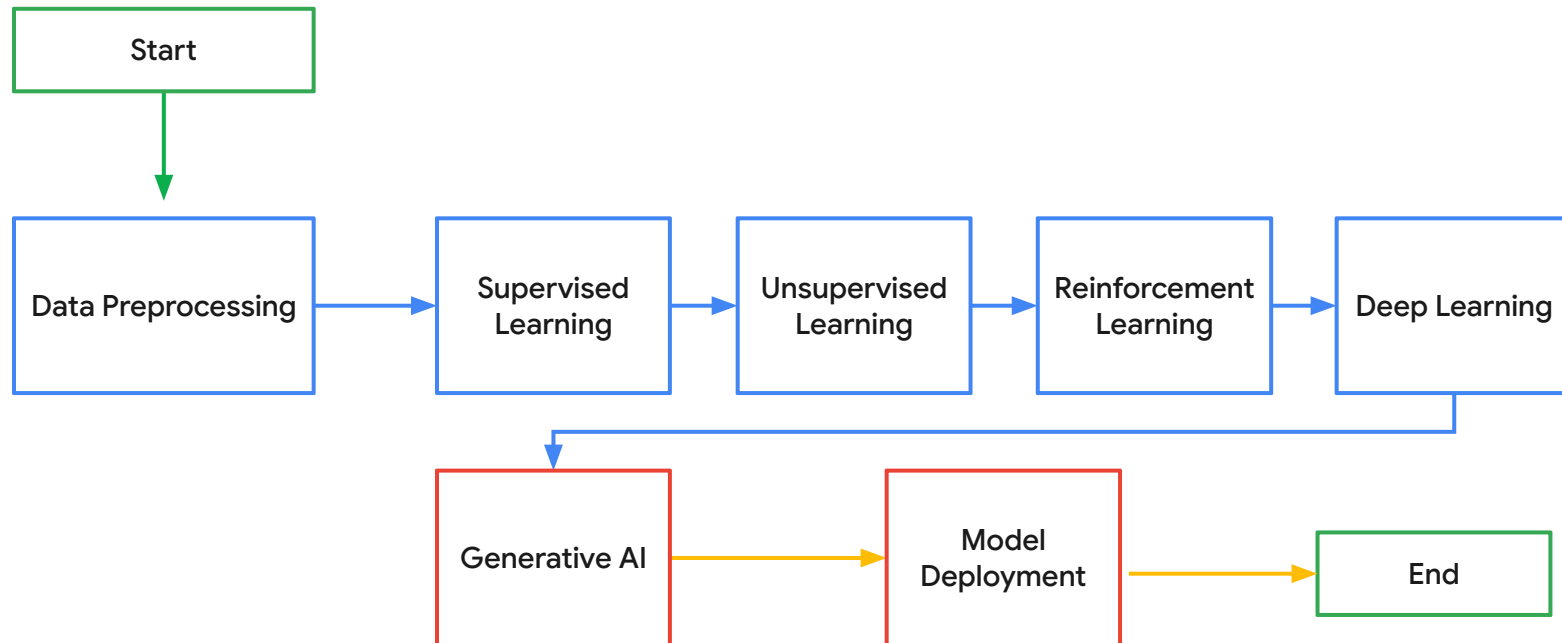 Start
Data Preprocessing
Supervised
Learning
Unsupervised
Learning
Reinforcement
Learning
Deep Learning
Generative AI
Model
Deployment
End